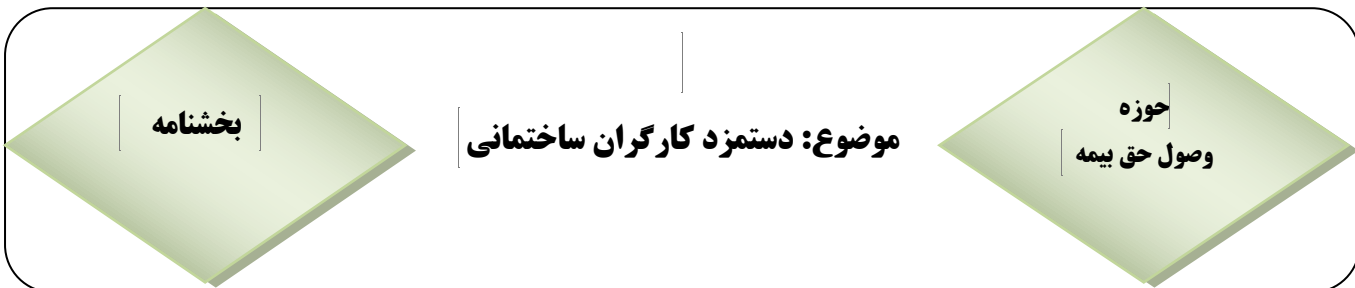 حوزه
وصول حق بیمه
موضوع: دستمزد کارگران ساختمانی
بخشنامه